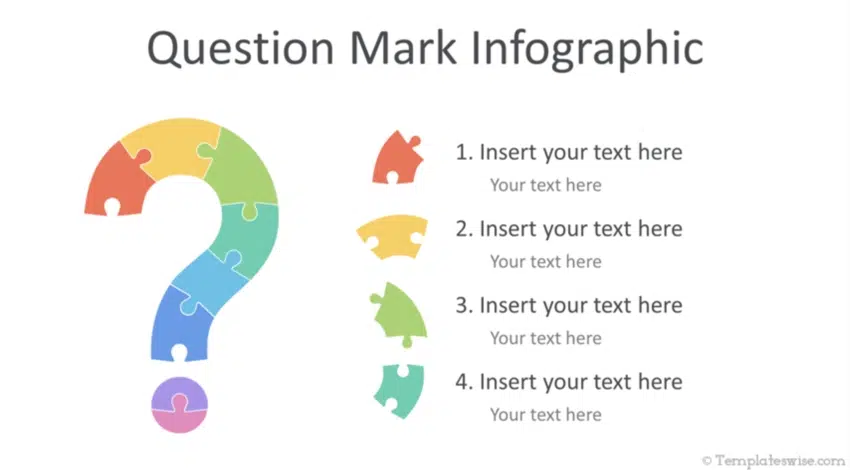 Question Mark Infographic
1. Insert your text here
Your text here
2. Insert your text here
Your text here
3. Insert your text here
Your text here
4. Insert your text here
Your text here
© Templateswise.com